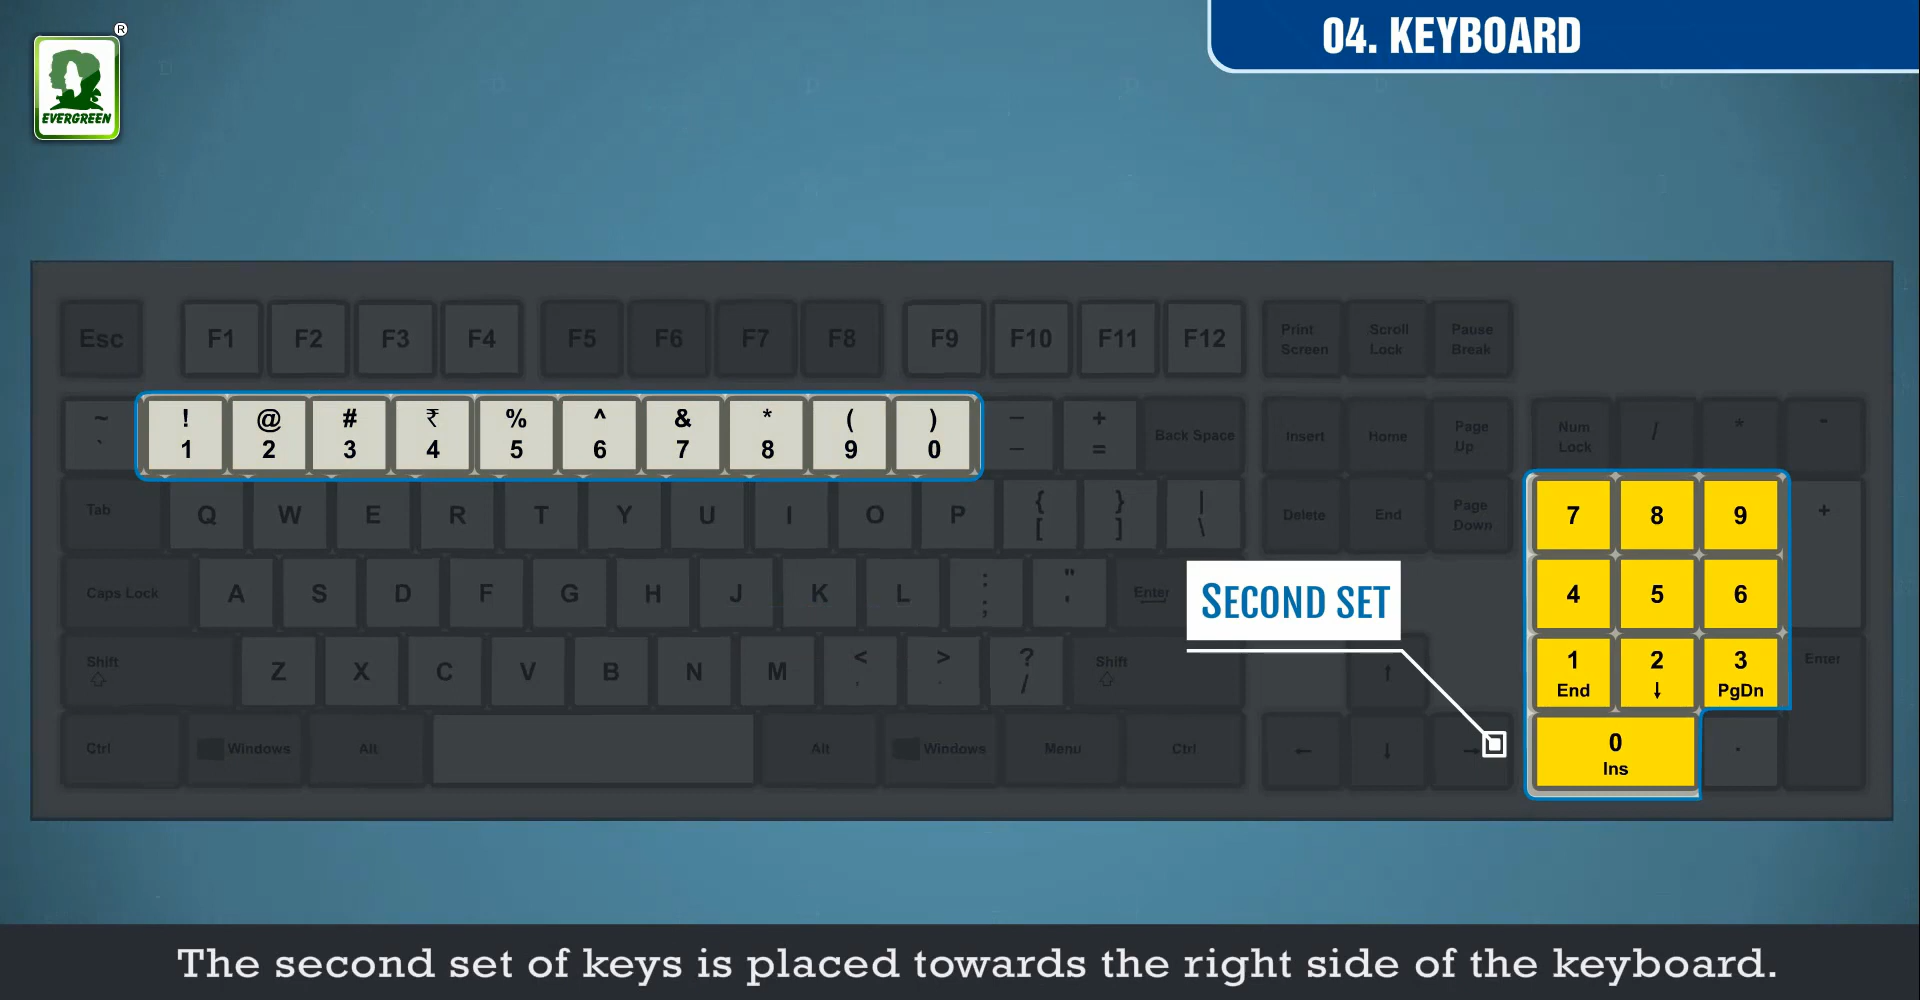 ®
EVERGREEN
04. KEYBOARD
Esc F1 F2 F3 F4 F5 F6 F7 F8 F9 F10 F11 F12 Print Screen Scroll Lock Pause Break
~ ` ! 1 @ 2 # 3 ₹ 4 % 5 ^ 6 & 7 * 8 ( 9 ) 0 — – + = Back Space Insert Home Page Up Num Lock / * -
Tab Q W E R T Y U I O P { [ } ] | \ Delete End Page Down 7 8 9 +
Caps Lock A S D F G H J K L : ; " ' Enter 4 5 6
SECOND SET
Shift Z X C V B N M < , > . ? / Shift ↑ 1 End 2 ↓ 3 PgDn Enter
Ctrl Windows Alt Alt Windows Menu Ctrl ← ↓ → 0 Ins .
The second set of keys is placed towards the right side of the keyboard.